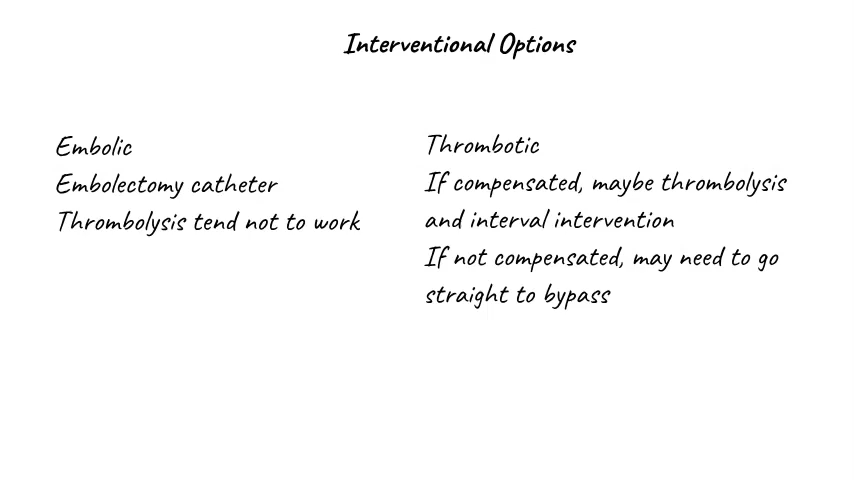 Interventional Options
Embolic
Embolectomy catheter
Thrombolysis tend not to work
Thrombotic
If compensated, maybe thrombolysis
and interval intervention
If not compensated, may need to go
straight to bypass